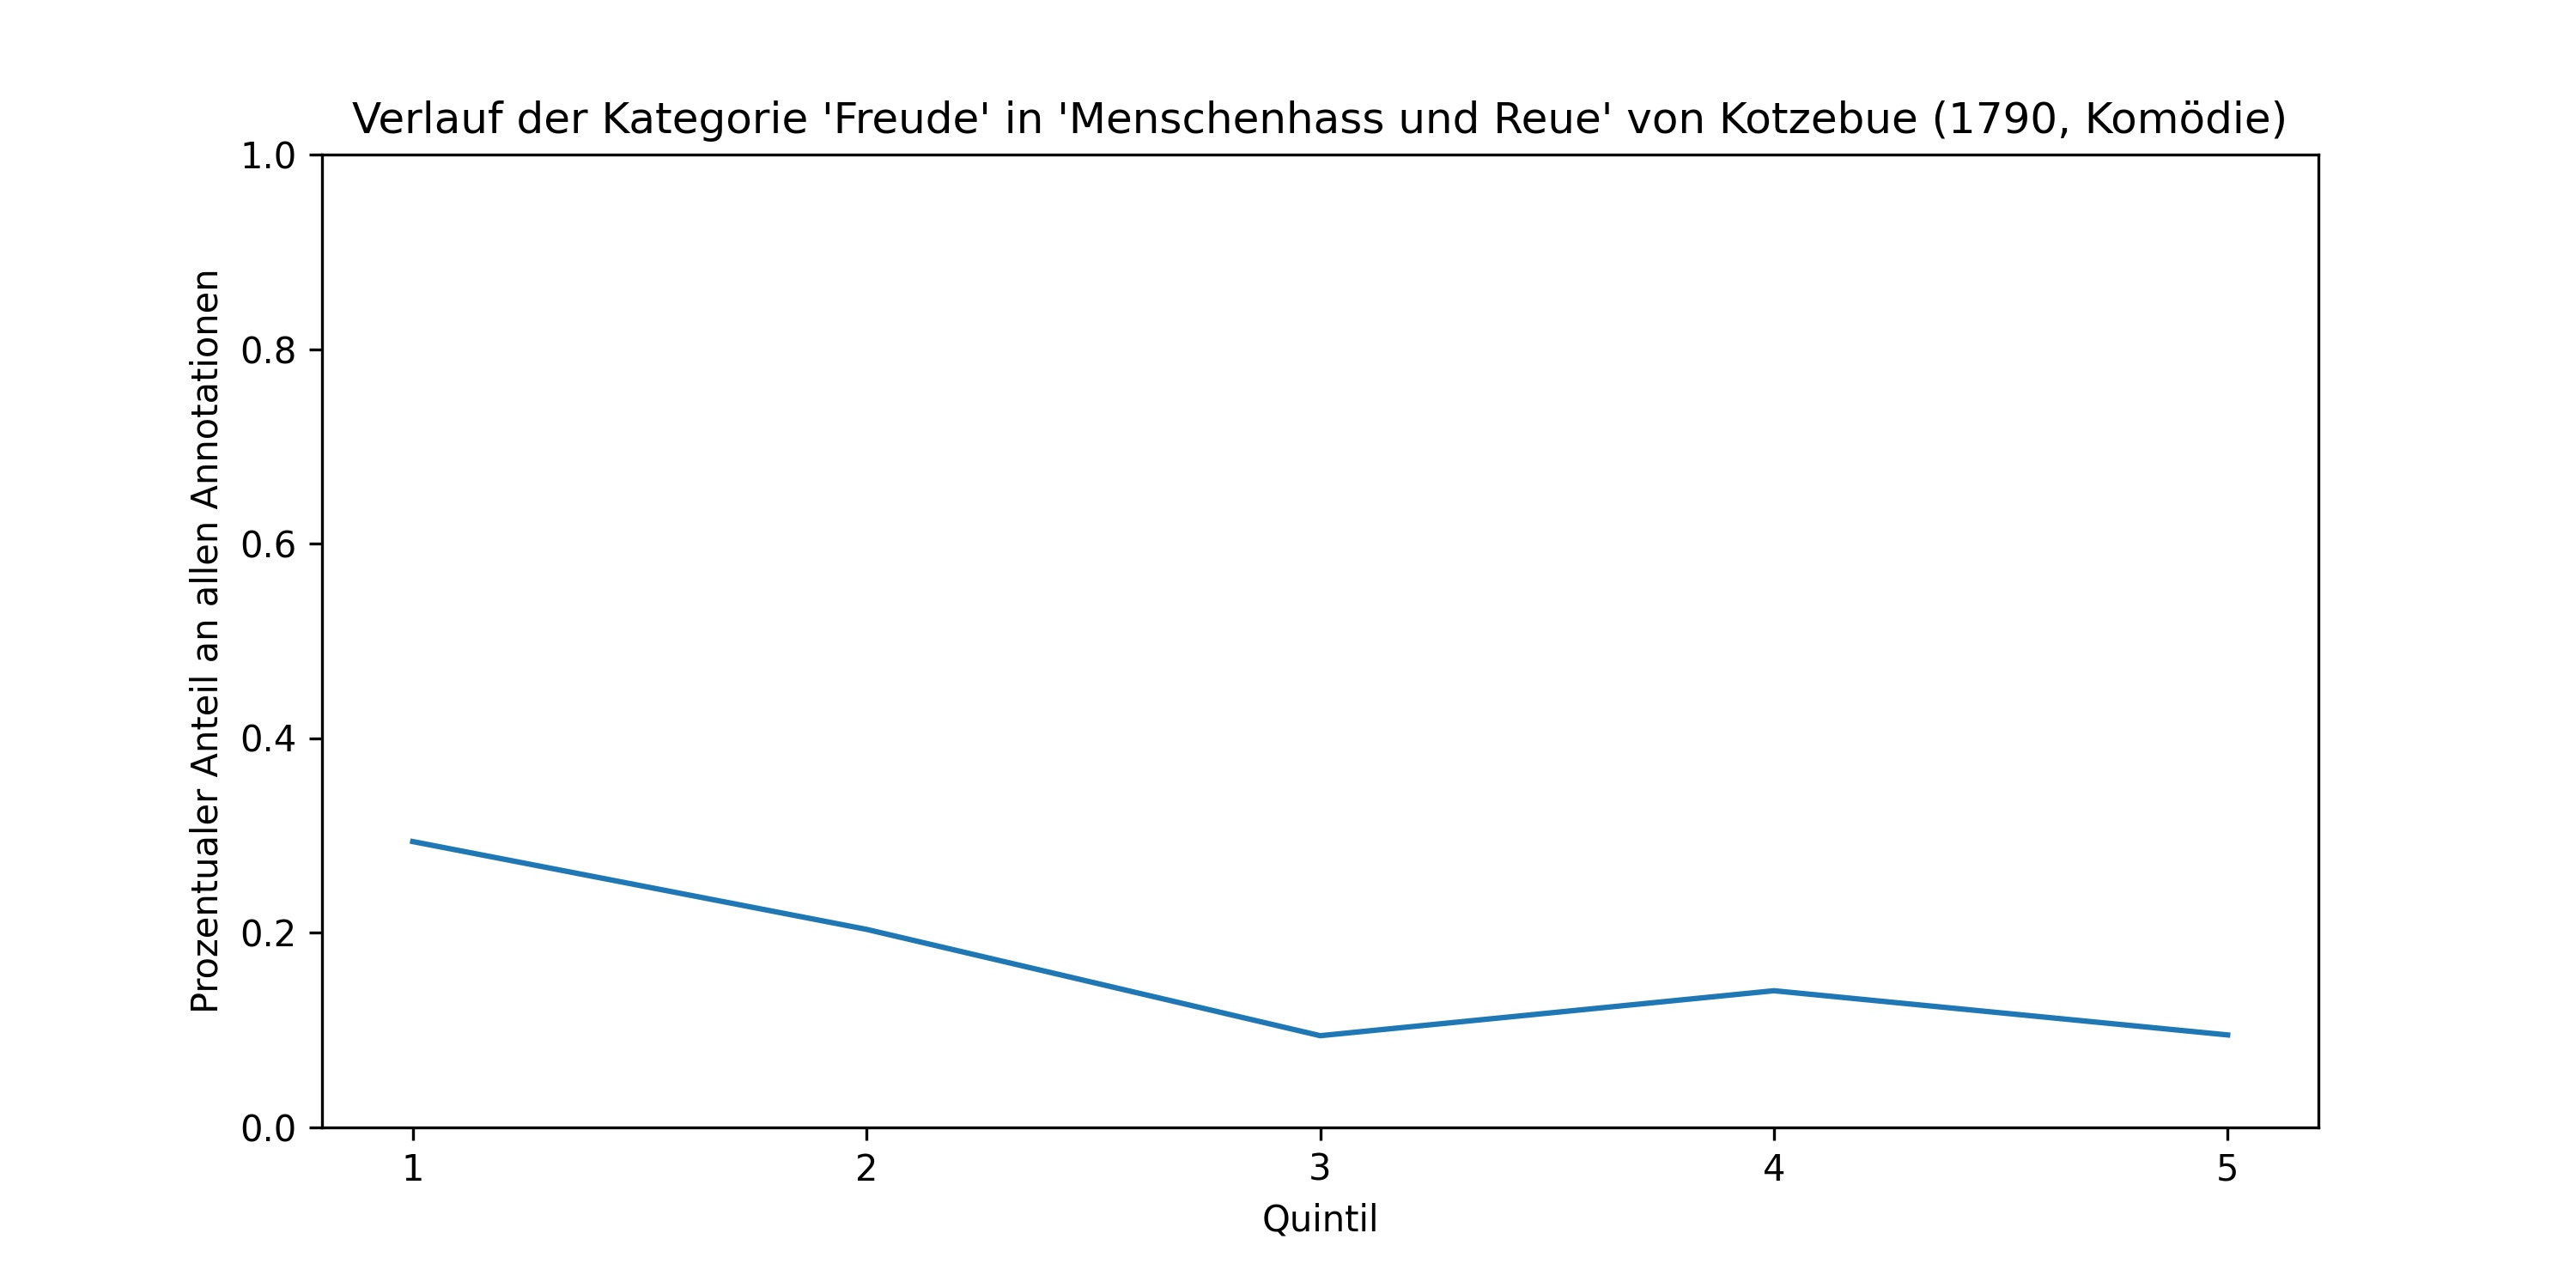 Verlauf der Kategorie 'Freude' in 'Menschenhass und Reue' von Kotzebue (1790, Komödie)
Prozentualer Anteil an allen Annotationen
1.0
0.8
0.6
0.4
0.2
0.0
1 2 3 4 5
Quintil